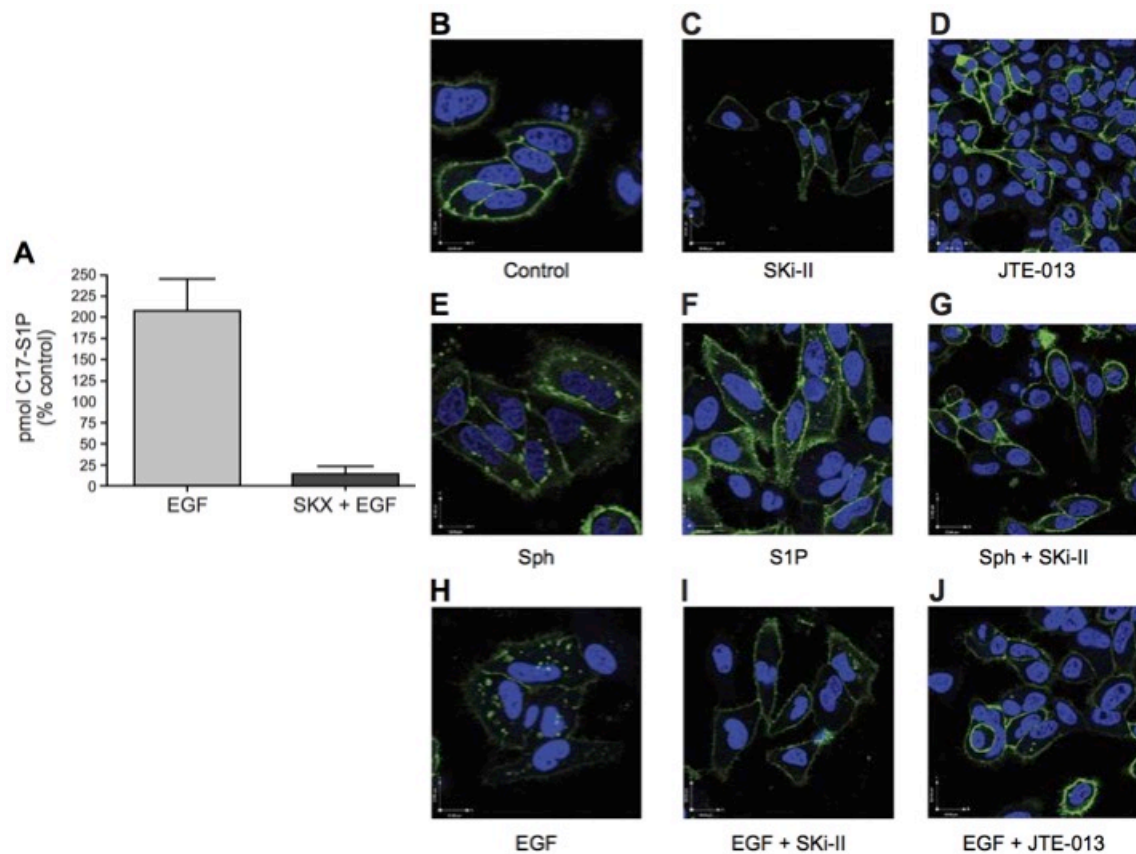 B
C
D
Control
SKi-II
JTE-013
A
pmol C17-S1P
(% control)
250
225
200
175
150
125
100
75
50
25
0
EGF
SKX + EGF
E
F
G
Sph
S1P
Sph + SKi-II
H
I
J
EGF
EGF + SKi-II
EGF + JTE-013